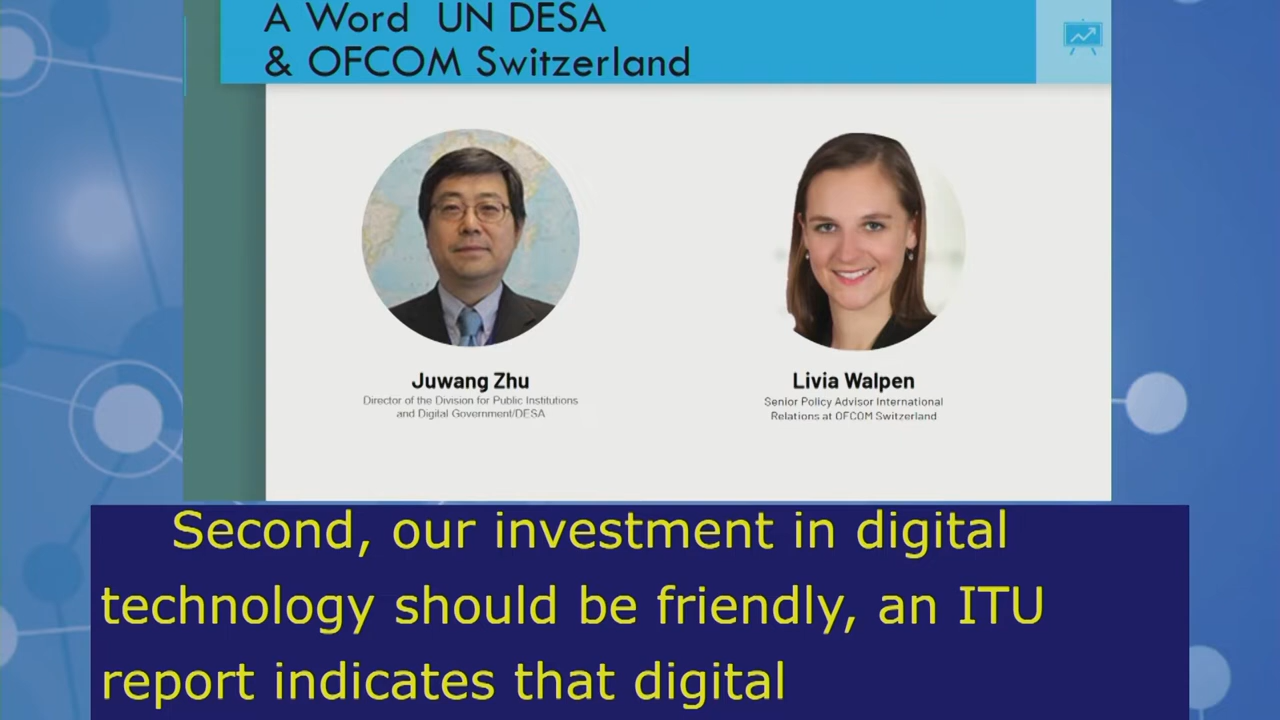 A Word UN DESA
& OFCOM Switzerland
Juwang Zhu
Director of the Division for Public Institutions
and Digital Government/DESA
Livia Walpen
Senior Policy Advisor International
Relations at OFCOM Switzerland
Second, our investment in digital
technology should be friendly, an ITU
report indicates that digital